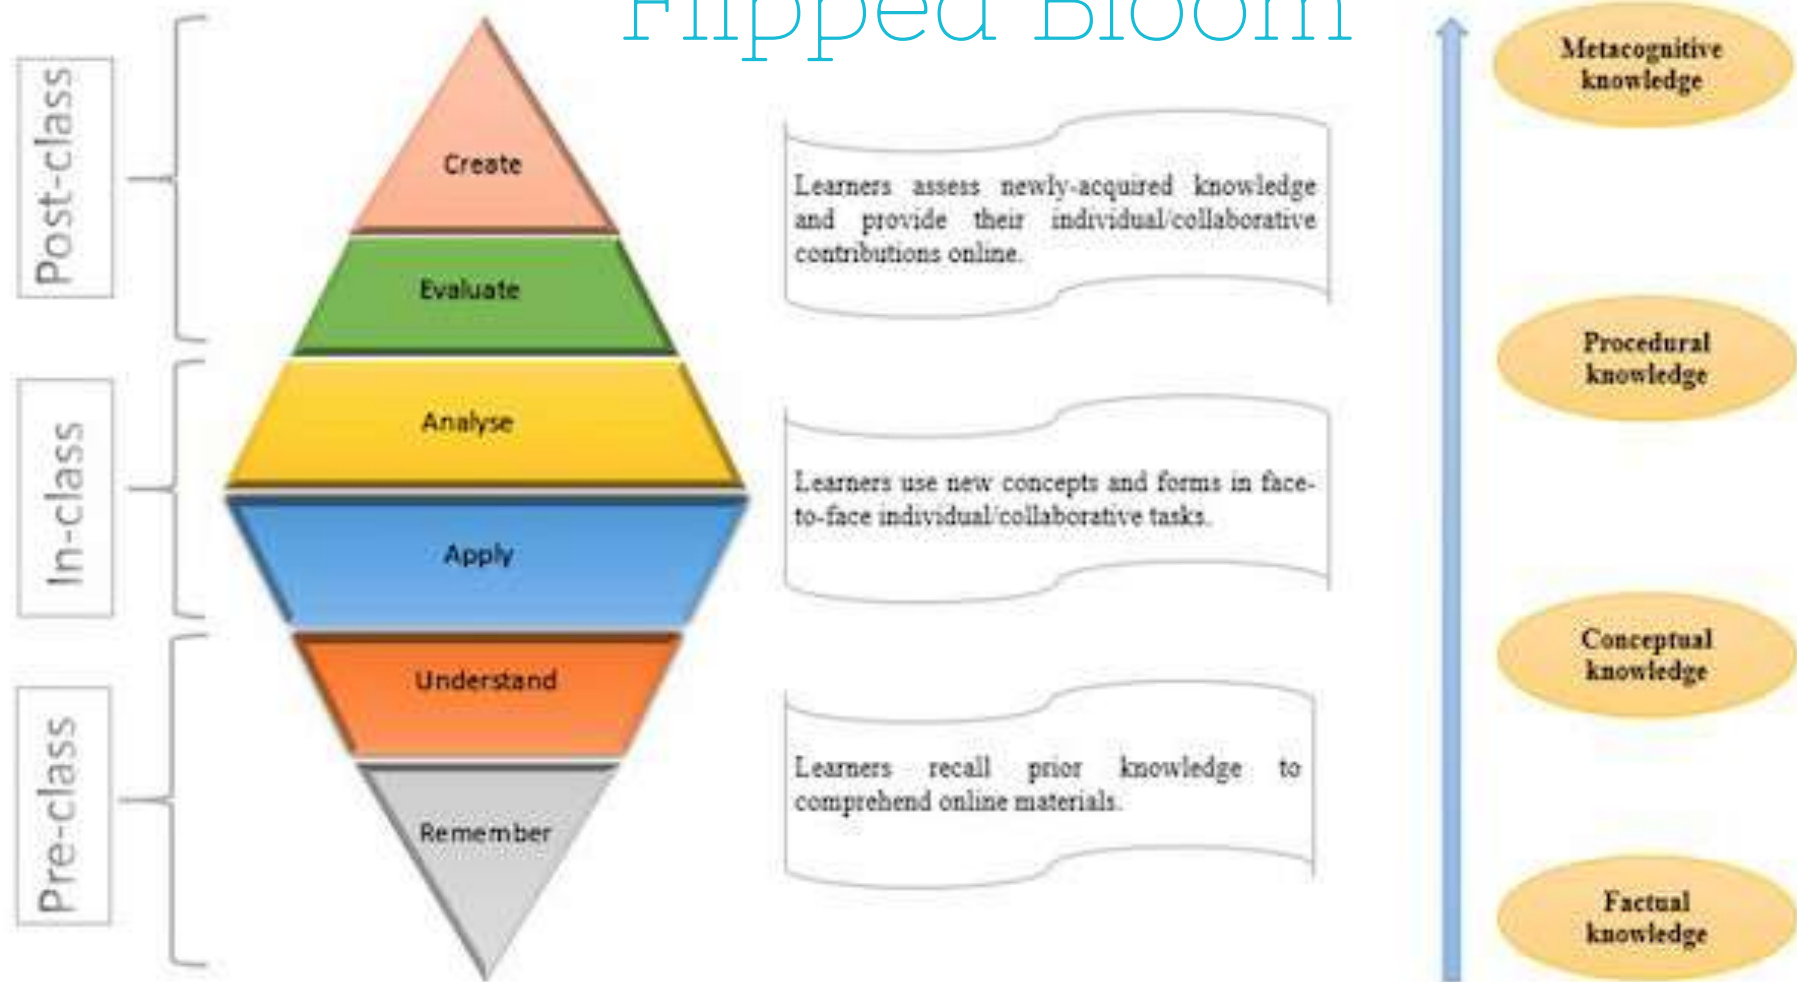 Flipped Bloom
Post-class
Create
Evaluate
Learners assess newly-acquired knowledge
and provide their individual/collaborative
contributions online.
In-class
Analyse
Apply
Learners use new concepts and forms in face-
to-face individual/collaborative tasks.
Pre-class
Understand
Remember
Learners recall prior knowledge to
comprehend online materials.
Metacognitive
knowledge
Procedural
knowledge
Conceptual
knowledge
Factual
knowledge